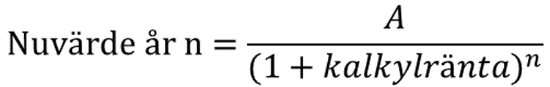 Nuvärde år n = A / (1 + kalkylränta)^n